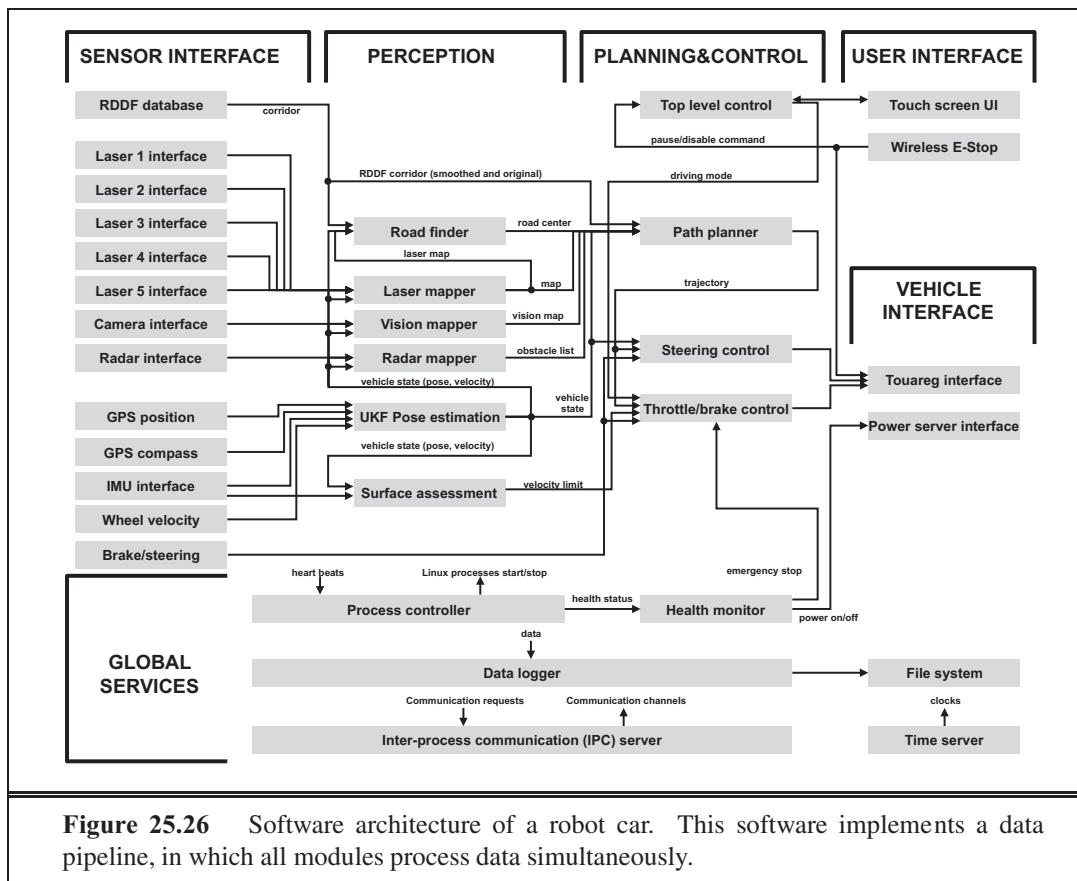 SENSOR INTERFACE
PERCEPTION
PLANNING&CONTROL
USER INTERFACE
RDDF database
corridor
Top level control
Touch screen UI
pause/disable command
Wireless E-Stop
Laser 1 interface
Laser 2 interface
RDDF corridor (smoothed and original)
driving mode
Laser 3 interface
Road finder
road center
Path planner
laser map
Laser 4 interface
Laser 5 interface
Laser mapper
map
trajectory
VEHICLE
INTERFACE
Camera interface
Vision mapper
vision map
Radar interface
Radar mapper
obstacle list
Steering control
vehicle state (pose, velocity)
Touareg interface
vehicle
state
GPS position
UKF Pose estimation
Throttle/brake control
Power server interface
vehicle state (pose, velocity)
GPS compass
IMU interface
Surface assessment
velocity limit
Wheel velocity
Brake/steering
heart beats
Linux processes start/stop
emergency stop
Process controller
health status
Health monitor
power on/off
GLOBAL
SERVICES
data
Data logger
File system
Communication requests
Communication channels
clocks
Inter-process communication (IPC) server
Time server
Figure 25.26 Software architecture of a robot car. This software implements a data
pipeline, in which all modules process data simultaneously.